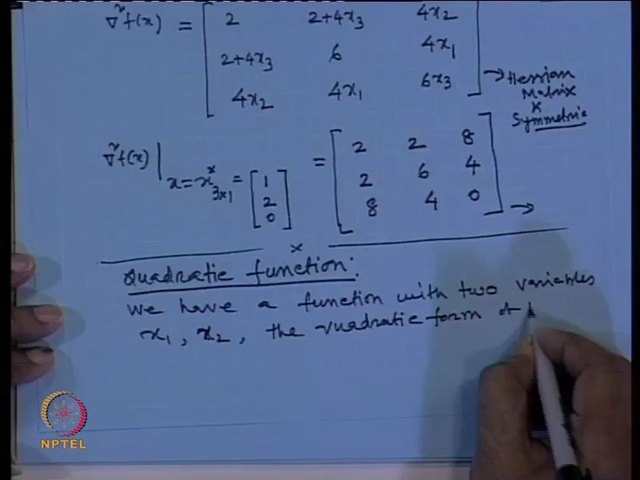 ∇²f(x) = [ 2 2+4x₃ 4x₂
2+4x₃ 6 4x₁
4x₂ 4x₁ 6x₃ ] → Hessian
Matrix
x
Symmetric
∇²f(x) | x=x*₃ₓ₁ = [ 1 2 0 ] = [ 2 2 8
2 6 4
8 4 0 ] →
x
Quadratic function:
We have a function with two variables
x₁, x₂, the quadratic form of
NPTEL